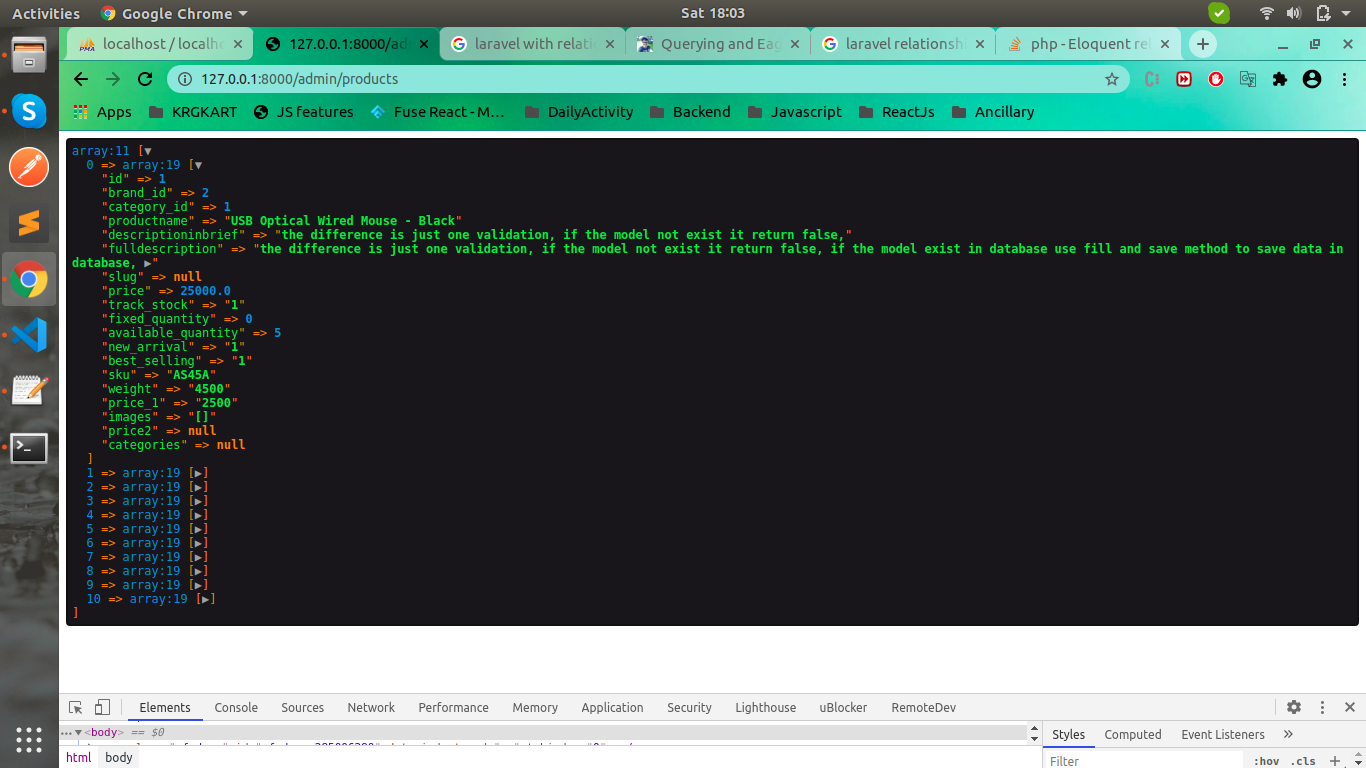 Activities Google Chrome Sat 18:03
localhost / localh 127.0.0.1:8000/ad laravel with relati Querying and Eag laravel relationsh php - Eloquent re
127.0.0.1:8000/admin/products
Apps KRGKART JS features Fuse React - M... DailyActivity Backend Javascript ReactJs Ancillary
array:11 [▼
0 => array:19 [▼
"id" => 1
"brand_id" => 2
"category_id" => 1
"productname" => "USB Optical Wired Mouse - Black"
"descriptioninbrief" => "the difference is just one validation, if the model not exist it return false,"
"fulldescription" => "the difference is just one validation, if the model not exist it return false, if the model exist in database use fill and save method to save data in
database, ▶"
"slug" => null
"price" => 25000.0
"track_stock" => "1"
"fixed_quantity" => 0
"available_quantity" => 5
"new_arrival" => "1"
"best_selling" => "1"
"sku" => "AS45A"
"weight" => "4500"
"price_1" => "2500"
"images" => "[]"
"price2" => null
"categories" => null
]
1 => array:19 [▶]
2 => array:19 [▶]
3 => array:19 [▶]
4 => array:19 [▶]
5 => array:19 [▶]
6 => array:19 [▶]
7 => array:19 [▶]
8 => array:19 [▶]
9 => array:19 [▶]
10 => array:19 [▶]
]
Elements Console Sources Network Performance Memory Application Security Lighthouse uBlocker RemoteDev
...▼<body> == $0
html body
Styles Computed Event Listeners »
Filter :hov .cls +